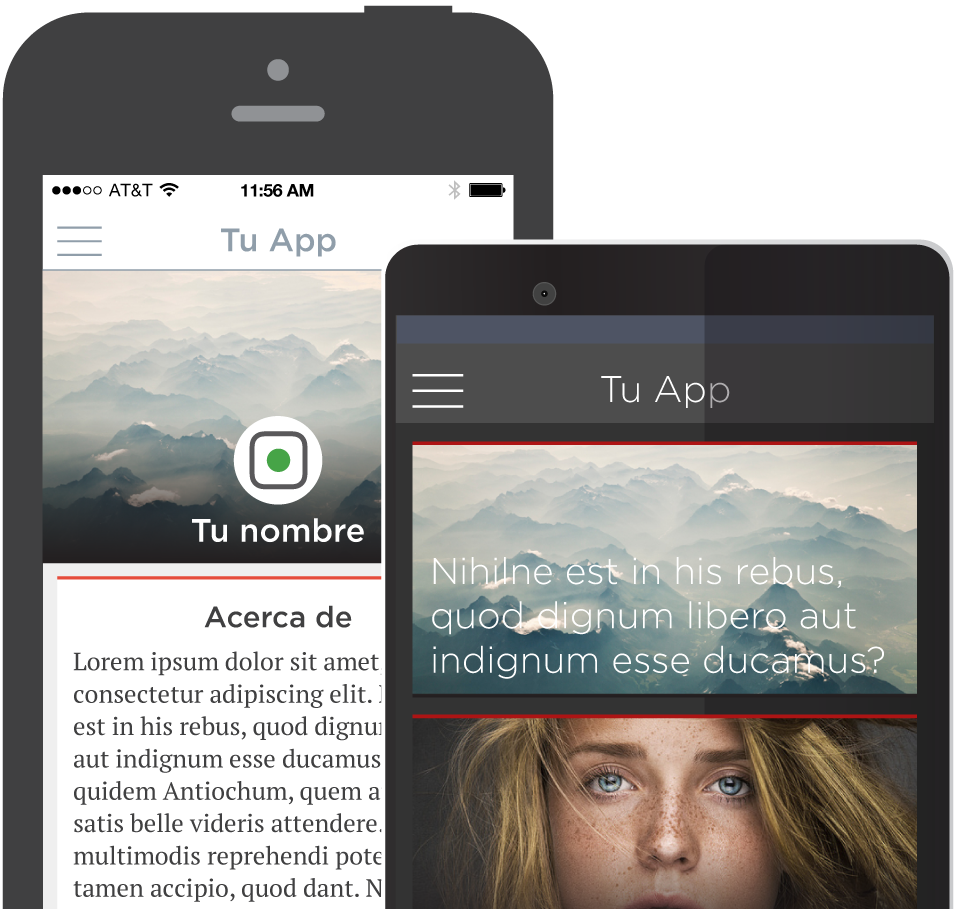 AT&T
11:56 AM
Tu App
Tu nombre
Acerca de
Lorem ipsum dolor sit amet
consectetur adipiscing elit.
est in his rebus, quod
aut indignum esse ducamus
quidem Antiochum, quem a
satis belle videris attendere.
multimodis reprehendi
tamen accipio, quod dant. N
Tu App
Nihilne est in his rebus,
quod dignum libero aut
indignum esse ducamus?